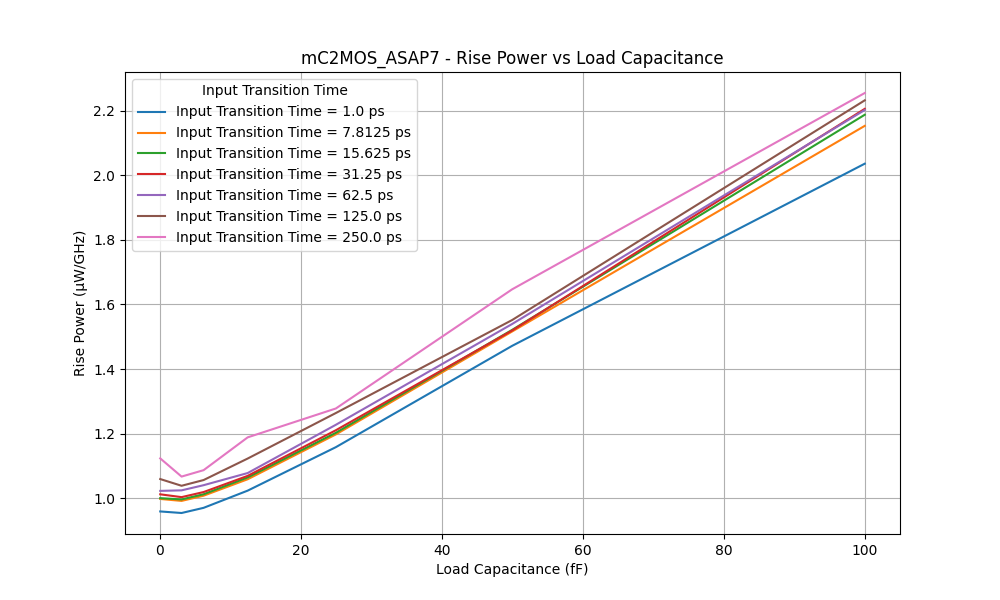 mC2MOS_ASAP7 - Rise Power vs Load Capacitance
Input Transition Time
Input Transition Time = 1.0 ps
Input Transition Time = 7.8125 ps
Input Transition Time = 15.625 ps
Input Transition Time = 31.25 ps
Input Transition Time = 62.5 ps
Input Transition Time = 125.0 ps
Input Transition Time = 250.0 ps
Rise Power (µW/GHz)
2.2
2.0
1.8
1.6
1.4
1.2
1.0
0 20 40 60 80 100
Load Capacitance (fF)